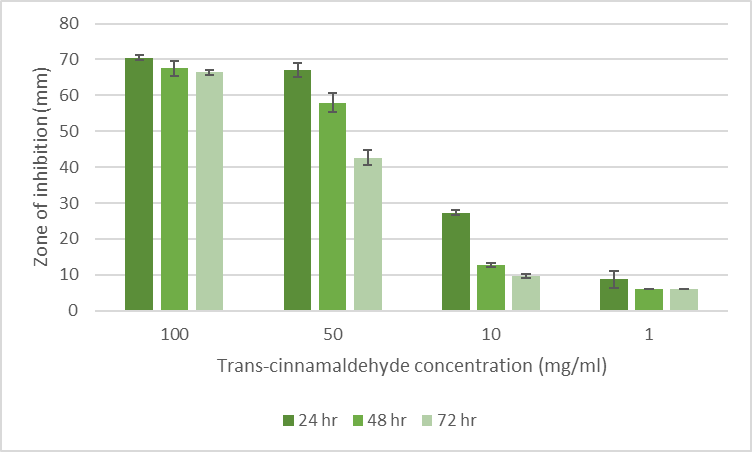 80
70
60
50
40
30
20
10
0
Zone of inhibition (mm)
100 50 10 1
Trans-cinnamaldehyde concentration (mg/ml)
24 hr 48 hr 72 hr